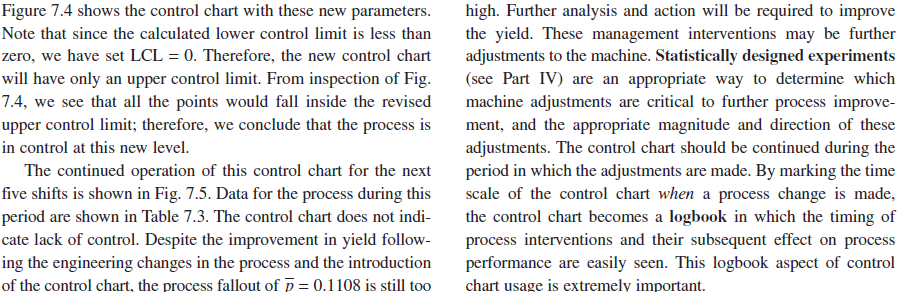 Figure 7.4 shows the control chart with these new parameters.
Note that since the calculated lower control limit is less than
zero, we have set LCL = 0. Therefore, the new control chart
will have only an upper control limit. From inspection of Fig.
7.4, we see that all the points would fall inside the revised
upper control limit; therefore, we conclude that the process is
in control at this new level.
The continued operation of this control chart for the next
five shifts is shown in Fig. 7.5. Data for the process during this
period are shown in Table 7.3. The control chart does not indi-
cate lack of control. Despite the improvement in yield follow-
ing the engineering changes in the process and the introduction
of the control chart, the process fallout of p̅ = 0.1108 is still too
high. Further analysis and action will be required to improve
the yield. These management interventions may be further
adjustments to the machine. Statistically designed experiments
(see Part IV) are an appropriate way to determine which
machine adjustments are critical to further process improve-
ment, and the appropriate magnitude and direction of these
adjustments. The control chart should be continued during the
period in which the adjustments are made. By marking the time
scale of the control chart when a process change is made,
the control chart becomes a logbook in which the timing of
process interventions and their subsequent effect on process
performance are easily seen. This logbook aspect of control
chart usage is extremely important.